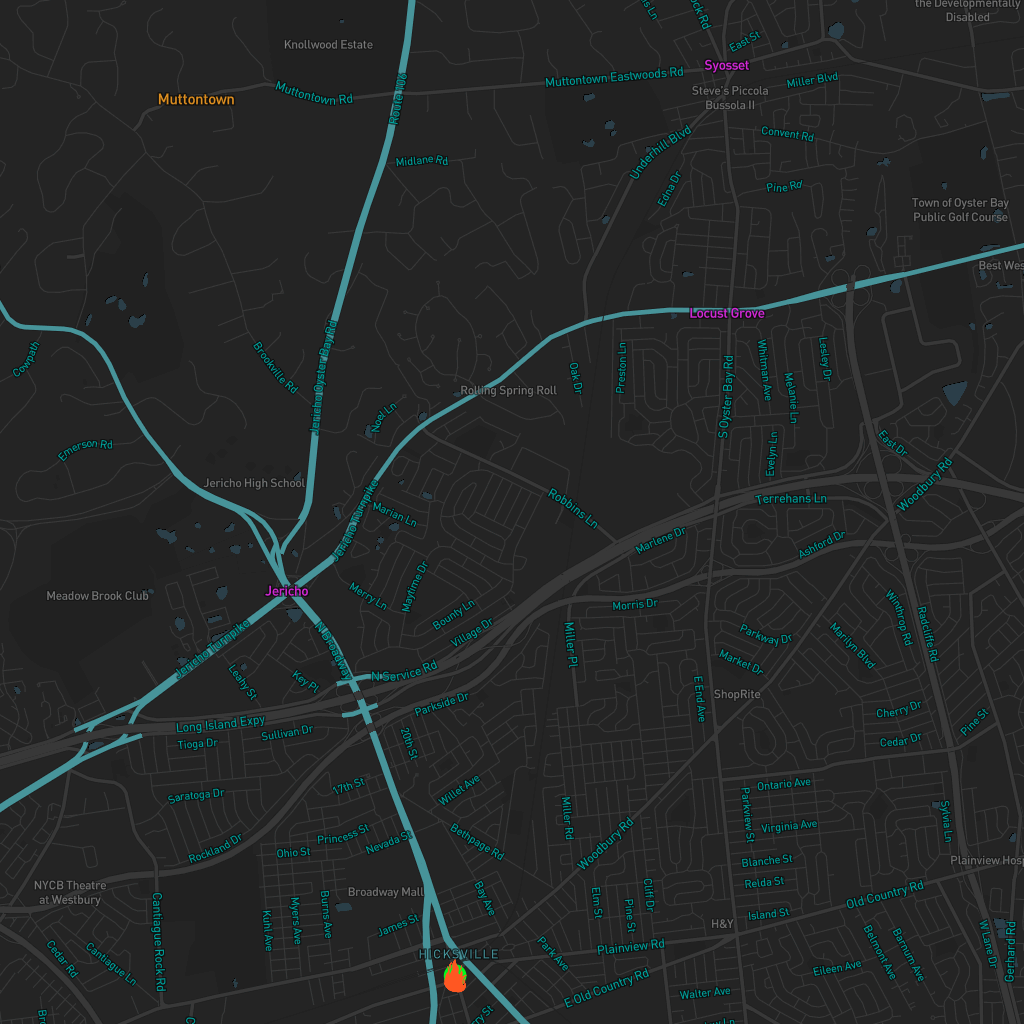 the Developmentally
Disabled
ock Rd
East St
Knollwood Estate
Syosset
Muttontown Eastwoods Rd
Miller Blvd
Steve's Piccola
Bussola II
Muttontown
Muttontown Rd
Route 106
Convent Rd
Underhill Blvd
Midlane Rd
Edna Dr
Pine Rd
Town of Oyster Bay
Public Golf Course
Best Wes
Locust Grove
Cowpath
Brookville Rd
Jericho Oyster Bay Rd
Oak Dr
Preston Ln
S Oyster Bay Rd
Whitman Ave
Melanie Ln
Lesley Dr
Rolling Spring Roll
Noel Ln
Emerson Rd
Evelyn Ln
East Dr
Woodbury Rd
Jericho High School
Marian Ln
Robbins Ln
Terrehans Ln
Jericho Turnpike
Marlene Dr
Ashford Dr
Meadow Brook Club
Jericho
Merry Ln
Maytime Dr
Bounty Ln
Village Dr
Morris Dr
Winthrop Rd
Radcliffe Rd
Jericho Turnpike
N Broadway
Miller Pl
Parkway Dr
Marilyn Blvd
Market Dr
Leahy St
Key Pl
N Service Rd
E End Ave
ShopRite
Parkside Dr
Cherry Dr
Pine St
Long Island Expy
Sullivan Dr
Tioga Dr
20th St
Cedar Dr
17th St
Willet Ave
Saratoga Dr
Ontario Ave
Parkview St
Miller Rd
Sylvia Ln
Woodbury Rd
Virginia Ave
Princess St
Nevada St
Bethpage Rd
Rockland Dr
Ohio St
Blanche St
Plainview Hosp
NYCB Theatre
at Westbury
Broadway Mall
Bay Ave
Relda St
Old Country Rd
Cantiague Rock Rd
Kuhl Ave
Myers Ave
Burns Ave
James St
Elm St
Pine St
Cliff Dr
H&Y
Island St
Cedar Rd
Cantiague Ln
HICKSVILLE
Park Ave
Plainview Rd
Belmont Ave
Barnum Ave
W Lane Dr
Gerhard Rd
Eileen Ave
E Old Country Rd
Walter Ave